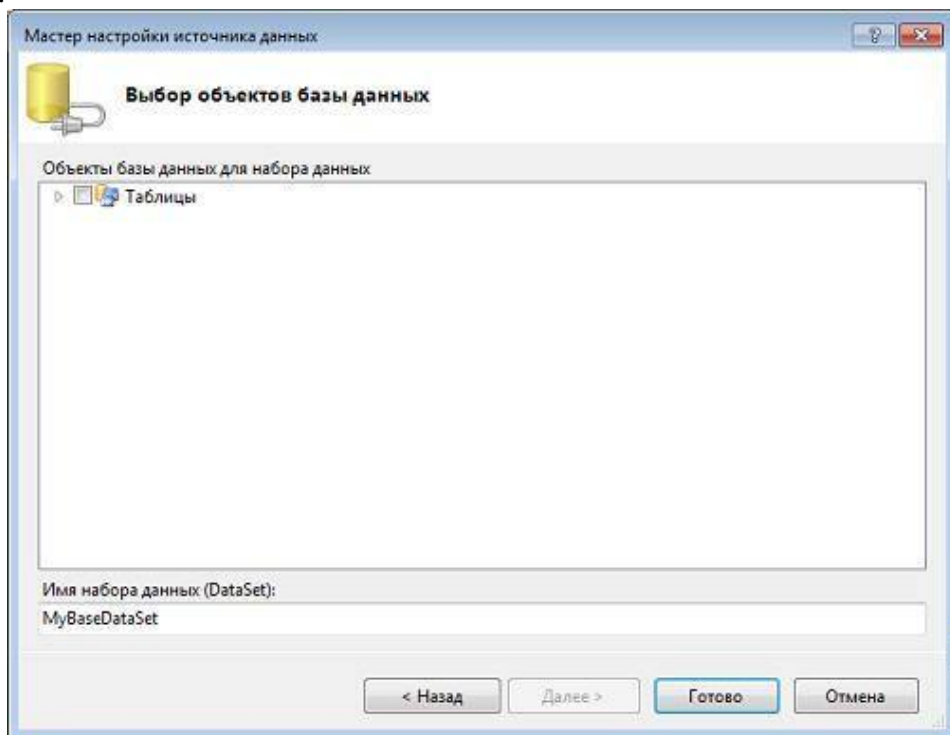 Мастер настройки источника данных
Выбор объектов базы данных
Объекты базы данных для набора данных
Таблицы
Имя набора данных (DataSet):
MyBaseDataSet
< Назад Далее > Готово Отмена